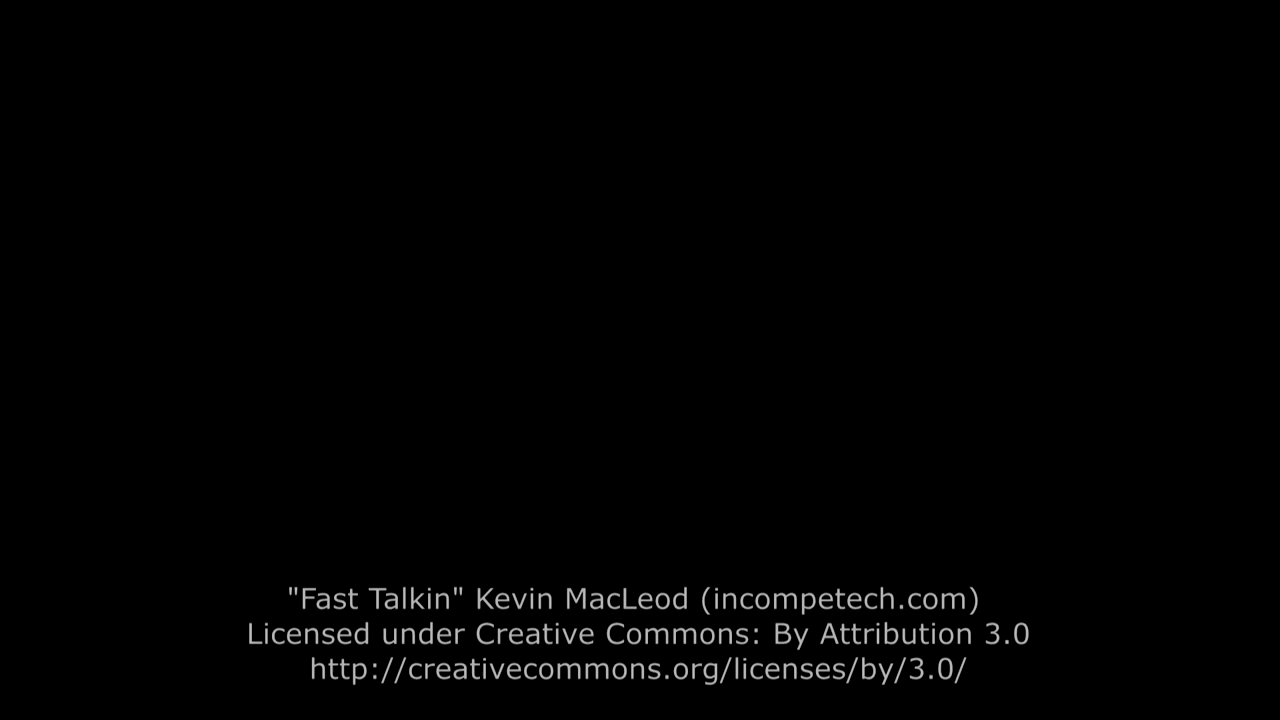 "Fast Talkin" Kevin MacLeod (incompetech.com)
Licensed under Creative Commons: By Attribution 3.0
http://creativecommons.org/licenses/by/3.0/